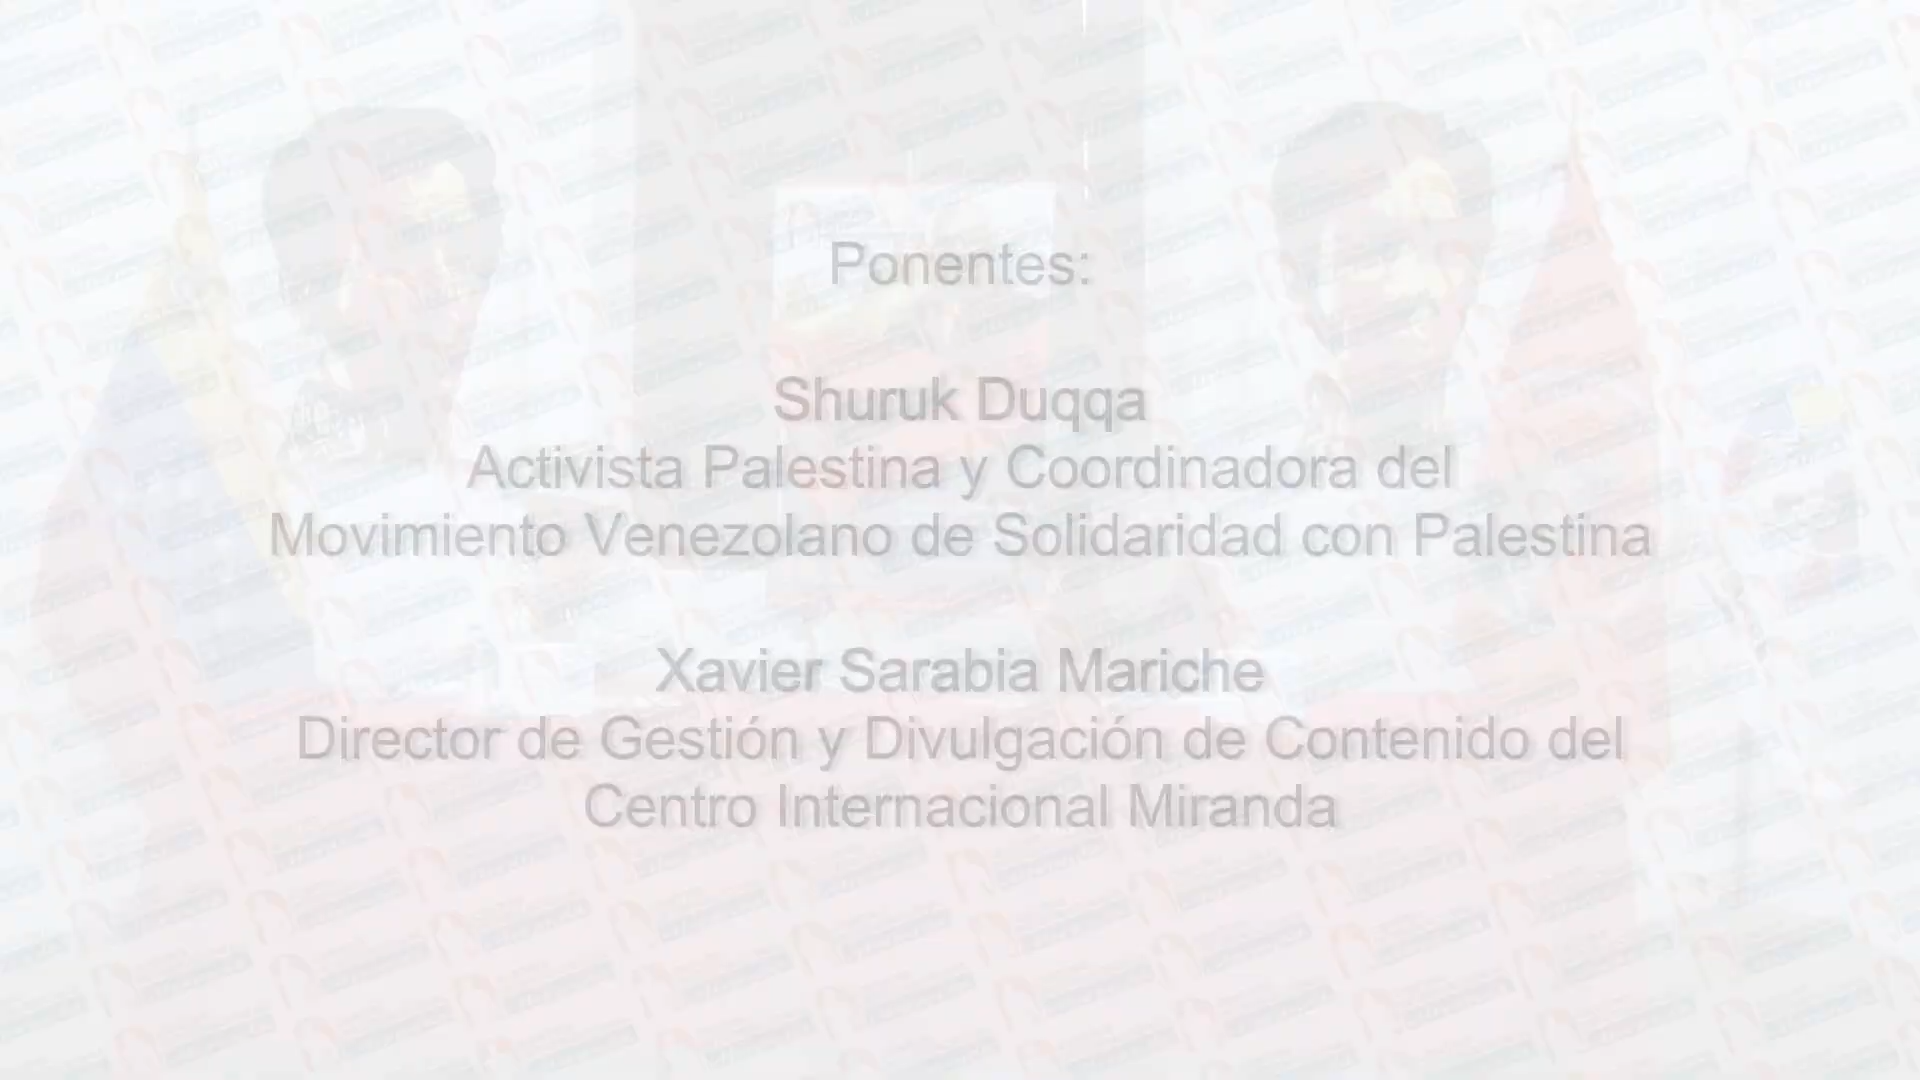 Ponentes:
Shuruk Duqqa
Activista Palestina y Coordinadora del
Movimiento Venezolano de Solidaridad con Palestina
Xavier Sarabia Mariche
Director de Gestión y Divulgación de Contenido del
Centro Internacional Miranda